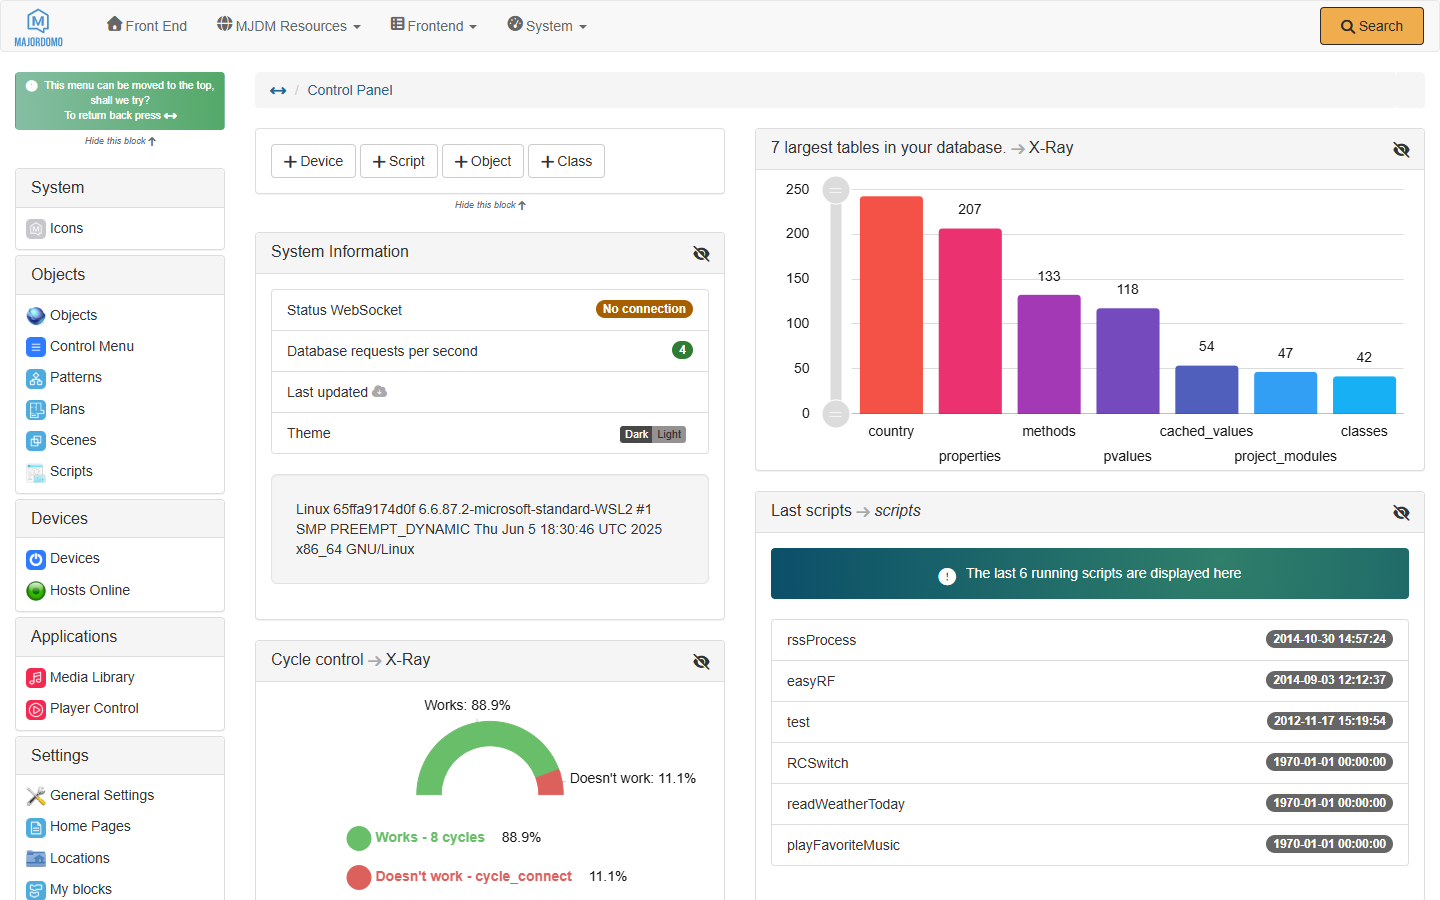 MAJORDOMO
Front End
MJDM Resources
Frontend
System
Search
This menu can be moved to the top,
shall we try?
To return back press
Hide this block
System
Icons
Objects
Objects
Control Menu
Patterns
Plans
Scenes
Scripts
Devices
Devices
Hosts Online
Applications
Media Library
Player Control
Settings
General Settings
Home Pages
Locations
My blocks
/ Control Panel
Device
Script
Object
Class
Hide this block
System Information
Status WebSocket
No connection
Database requests per second
4
Last updated
Theme
Dark Light
Linux 65ffa9174d0f 6.6.87.2-microsoft-standard-WSL2 #1
SMP PREEMPT_DYNAMIC Thu Jun 5 18:30:46 UTC 2025
x86_64 GNU/Linux
Cycle control → X-Ray
Works: 88.9%
Doesn't work: 11.1%
Works - 8 cycles 88.9%
Doesn't work - cycle_connect 11.1%
7 largest tables in your database. → X-Ray
250
200
150
100
50
0
207
133
118
54
47
42
country
properties
methods
pvalues
cached_values
project_modules
classes
Last scripts → scripts
The last 6 running scripts are displayed here
rssProcess 2014-10-30 14:57:24
easyRF 2014-09-03 12:12:37
test 2012-11-17 15:19:54
RCSwitch 1970-01-01 00:00:00
readWeatherToday 1970-01-01 00:00:00
playFavoriteMusic 1970-01-01 00:00:00